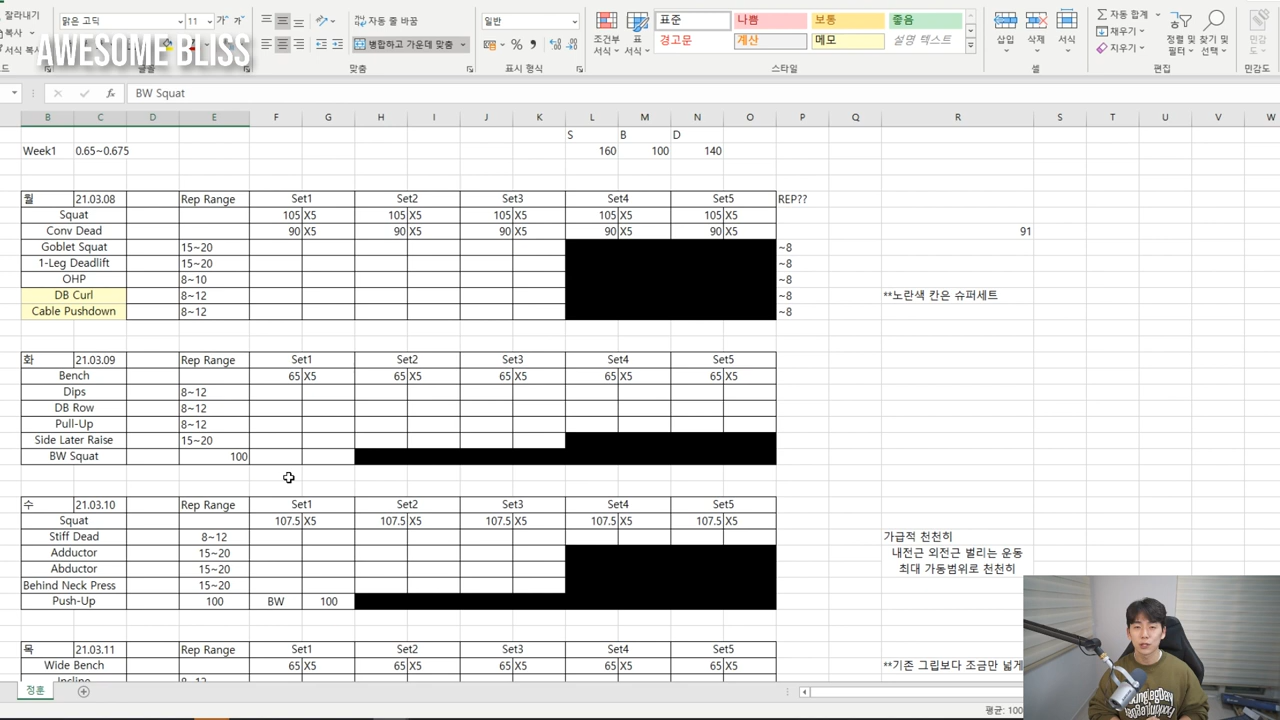 잘라내기
맑은 고딕 11 가^ 가ˇ 자동 줄 바꿈 일반 표준 나쁨 보통 좋음 자동 합계
복사 병합하고 가운데 맞춤 % , 조건부 서식 표 서식 경고문 계산 메모 설명 텍스트 삽입 삭제 서식 채우기 지우기 정렬 및 필터 찾기 및 선택 민감도
서식 복사
AWESOME BLISS
글꼴 맞춤 표시 형식 스타일 셀 편집 민감도
fx BW Squat
B C D E F G H I J K L M N O P Q R S T U V W
S B D
Week1 0.65~0.675 160 100 140
월 21.03.08 Rep Range Set1 Set2 Set3 Set4 Set5 REP??
Squat 105 X5 105 X5 105 X5 105 X5 105 X5
Conv Dead 90 X5 90 X5 90 X5 90 X5 90 X5 91
Goblet Squat 15~20 ~8
1-Leg Deadlift 15~20 ~8
OHP 8~10 ~8
DB Curl 8~12 ~8 **노란색 칸은 슈퍼세트
Cable Pushdown 8~12 ~8
화 21.03.09 Rep Range Set1 Set2 Set3 Set4 Set5
Bench 65 X5 65 X5 65 X5 65 X5 65 X5
Dips 8~12
DB Row 8~12
Pull-Up 8~12
Side Later Raise 15~20
BW Squat 100
수 21.03.10 Rep Range Set1 Set2 Set3 Set4 Set5
Squat 107.5 X5 107.5 X5 107.5 X5 107.5 X5 107.5 X5
Stiff Dead 8~12 가급적 천천히
Adductor 15~20 내전근 외전근 벌리는 운동
Abductor 15~20 최대 가동범위로 천천히
Behind Neck Press 15~20
Push-Up 100 BW 100
목 21.03.11 Rep Range Set1 Set2 Set3 Set4 Set5
Wide Bench 65 X5 65 X5 65 X5 65 X5 65 X5 **기존 그립보다 조금만 넓게
Incline 8~12
정훈
평균: 100